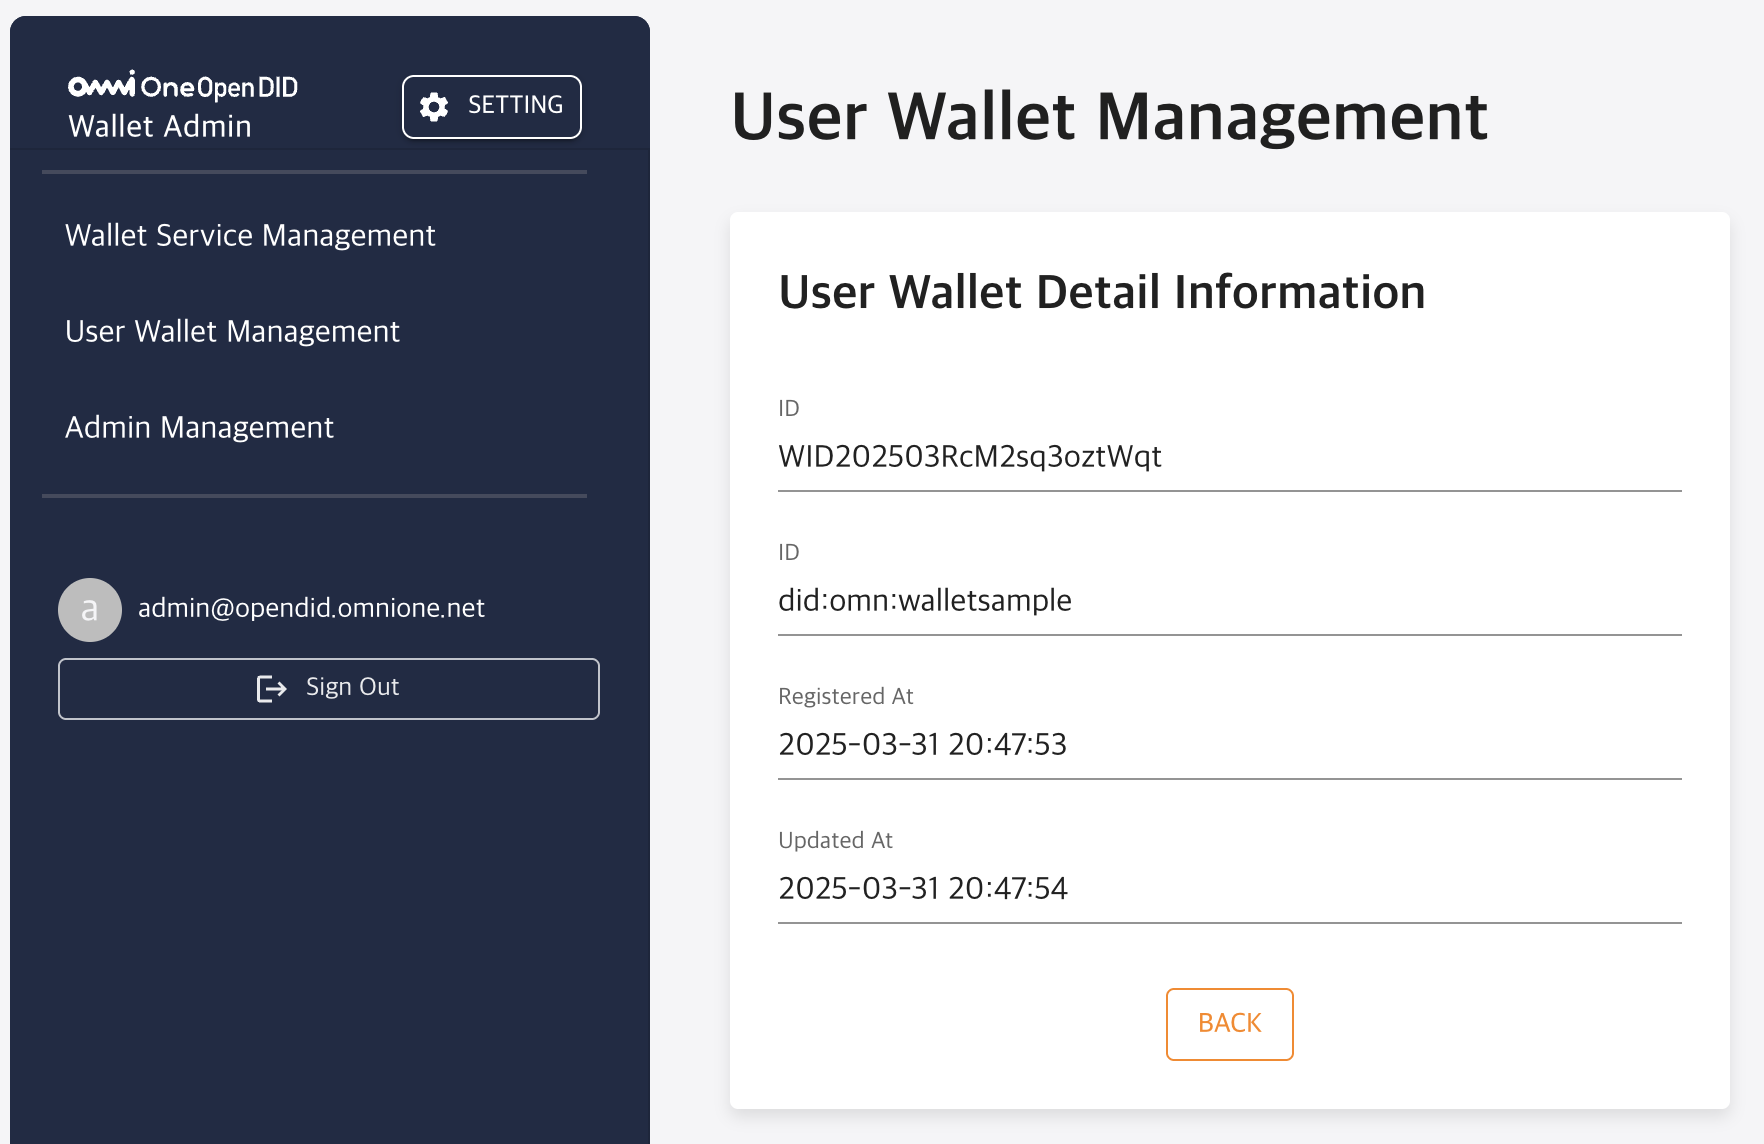 Omni One Open DID
Wallet Admin
SETTING
Wallet Service Management
User Wallet Management
Admin Management
a
admin@opendid.omnione.net
Sign Out
User Wallet Management
User Wallet Detail Information
ID
WID202503RcM2sq3oztWqt
ID
did:omn:walletsample
Registered At
2025-03-31 20:47:53
Updated At
2025-03-31 20:47:54
BACK